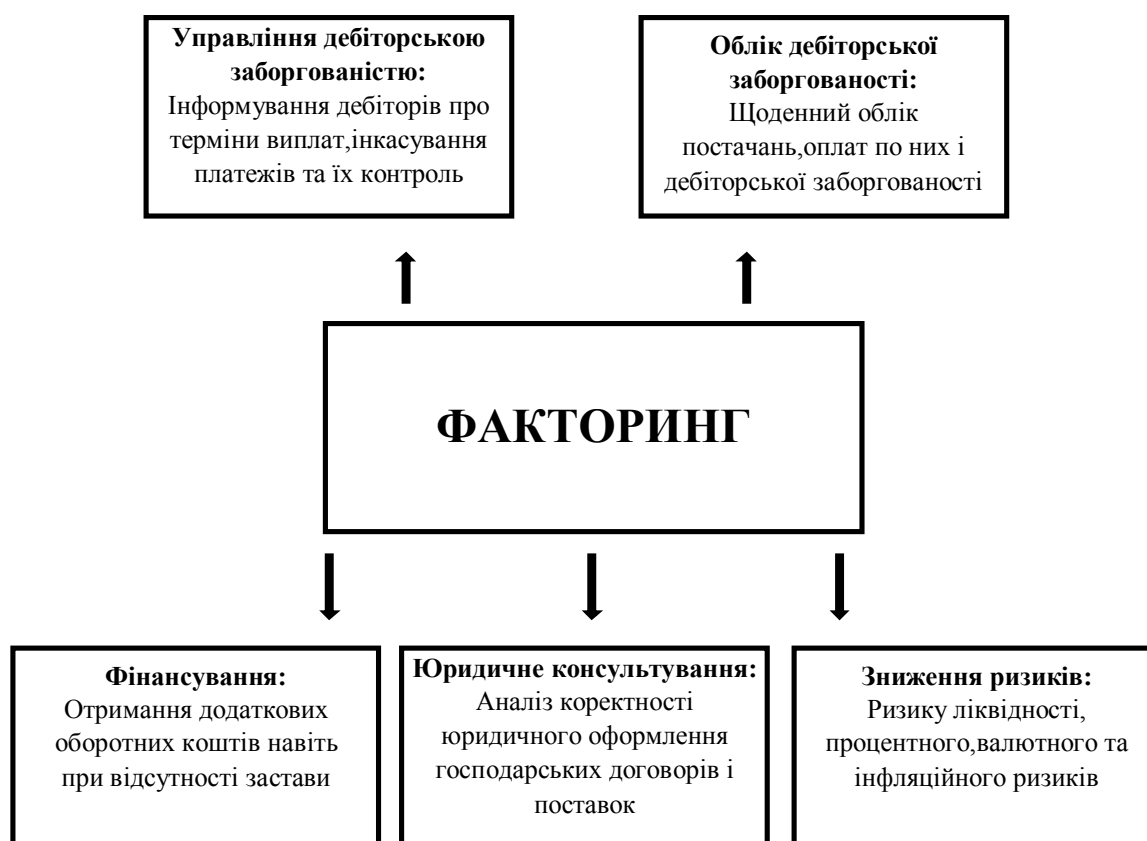 Управління дебіторською
заборгованістю:
Інформування дебіторів про
терміни виплат,інкасування
платежів та їх контроль
Облік дебіторської
заборгованості:
Щоденний облік
постачань,оплат по них і
дебіторської заборгованості
ФАКТОРИНГ
Фінансування:
Отримання додаткових
оборотних коштів навіть
при відсутності застави
Юридичне консультування:
Аналіз коректності
юридичного оформлення
господарських договорів і
поставок
Зниження ризиків:
Ризику ліквідності,
процентного,валютного та
інфляційного ризиків